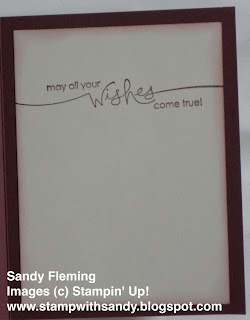 may all your
Wishes
come true!
Sandy Fleming
Images (c) Stampin' Up!
www.stampwithsandy.blogspot.com